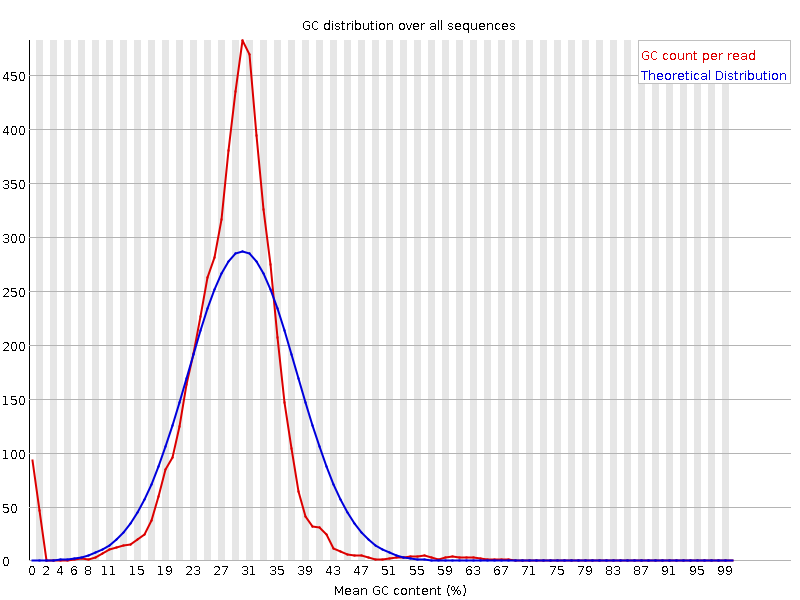 GC distribution over all sequences
GC count per read
Theoretical Distribution
450
400
350
300
250
200
150
100
50
0
0 2 4 6 8 11 13 15 17 19 23 27 31 35 39 43 47 51 55 59 63 67 71 75 79 83 87 91 95 99
Mean GC content (%)